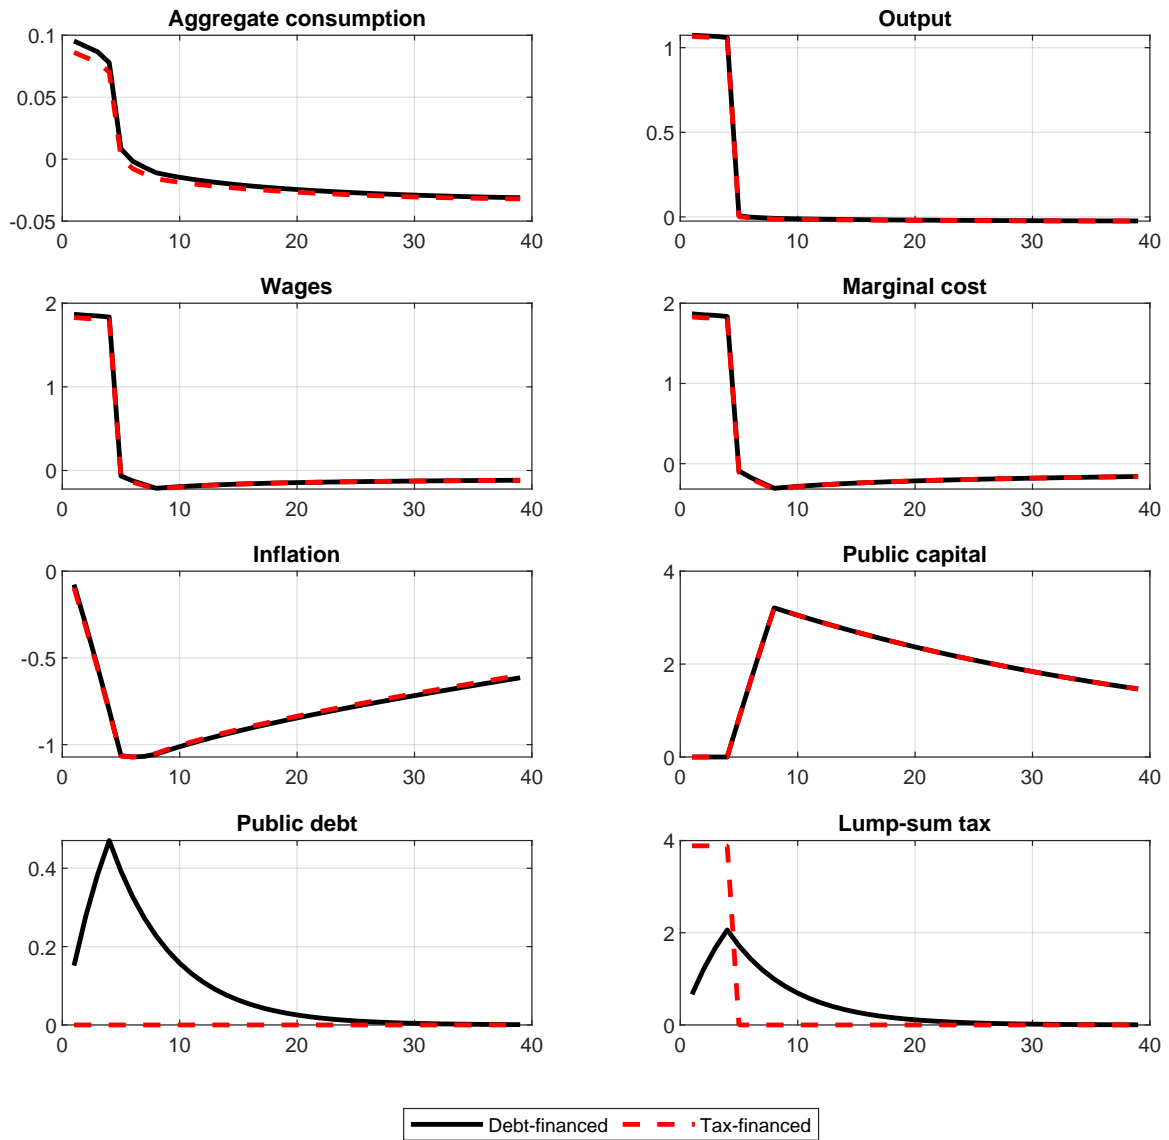 Aggregate consumption
0.1
0.05
0
-0.05
0 10 20 30 40
Output
1
0.5
0
0 10 20 30 40
Wages
2
1
0
0 10 20 30 40
Marginal cost
2
1
0
0 10 20 30 40
Inflation
0
-0.5
-1
0 10 20 30 40
Public capital
4
2
0
0 10 20 30 40
Public debt
0.4
0.2
0
0 10 20 30 40
Lump-sum tax
4
2
0
0 10 20 30 40
Debt-financed Tax-financed